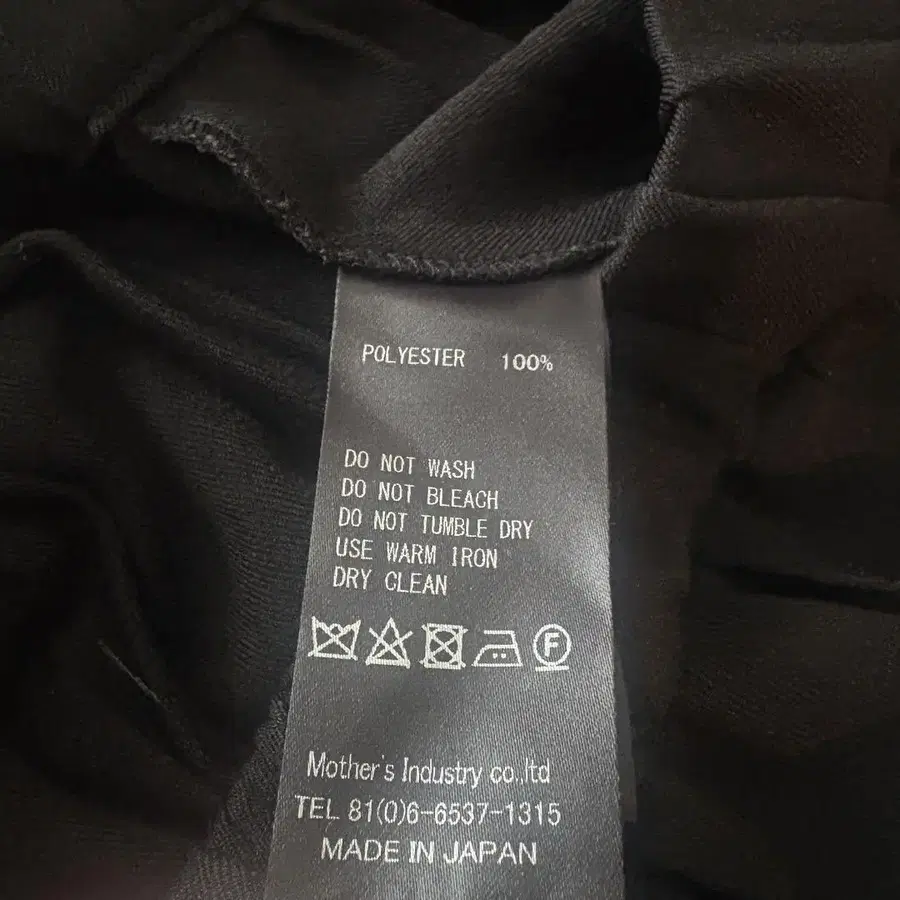 POLYESTER 100%
DO NOT WASH
DO NOT BLEACH
DO NOT TUMBLE DRY
USE WARM IRON
DRY CLEAN
F
Mother's Industry co.,ltd
TEL 81(0)6-6537-1315
MADE IN JAPAN